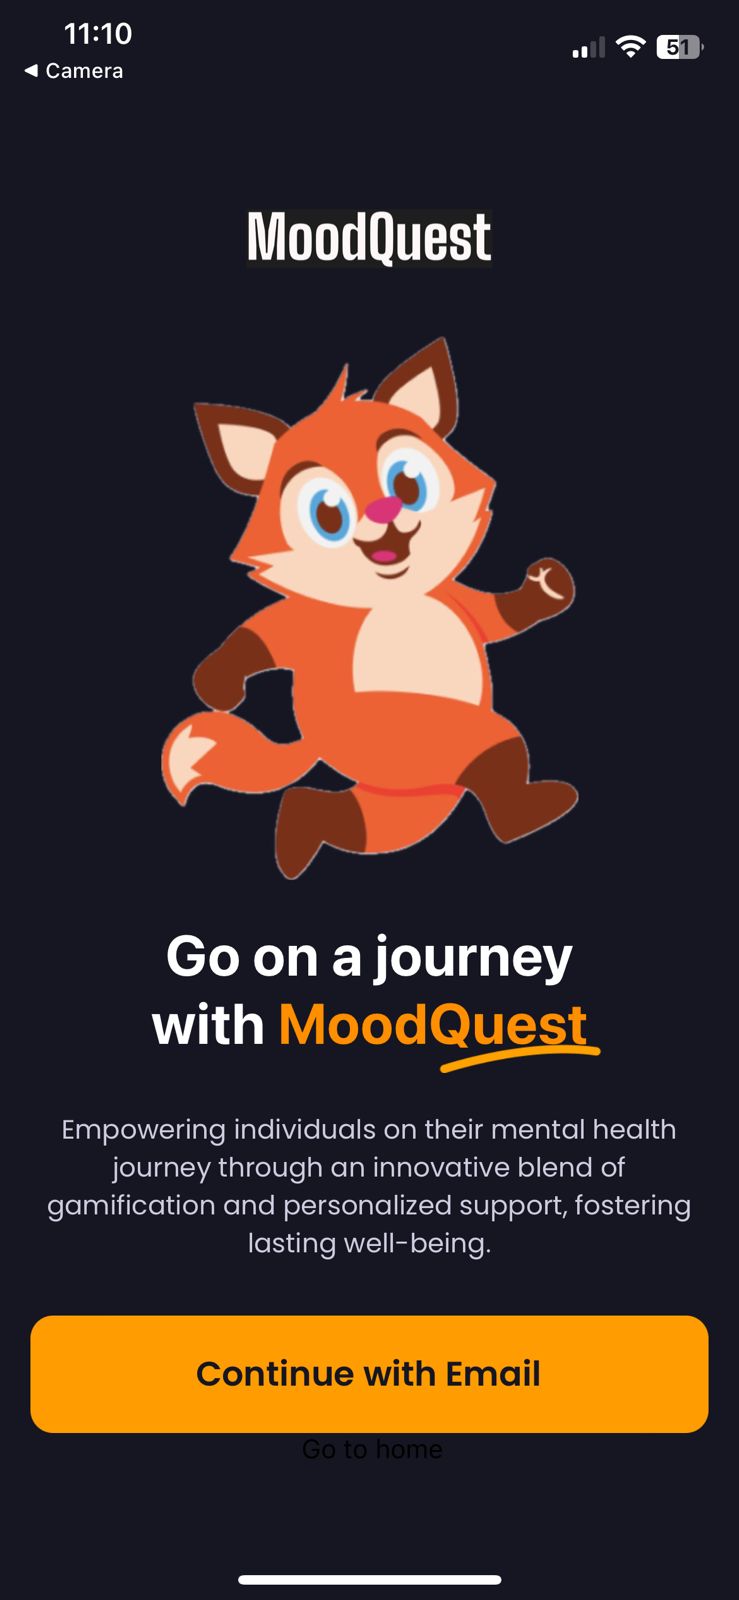 11:10
51
◀ Camera
MoodQuest
Go on a journey
with MoodQuest
Empowering individuals on their mental health
journey through an innovative blend of
gamification and personalized support, fostering
lasting well-being.
Continue with Email
Go to home